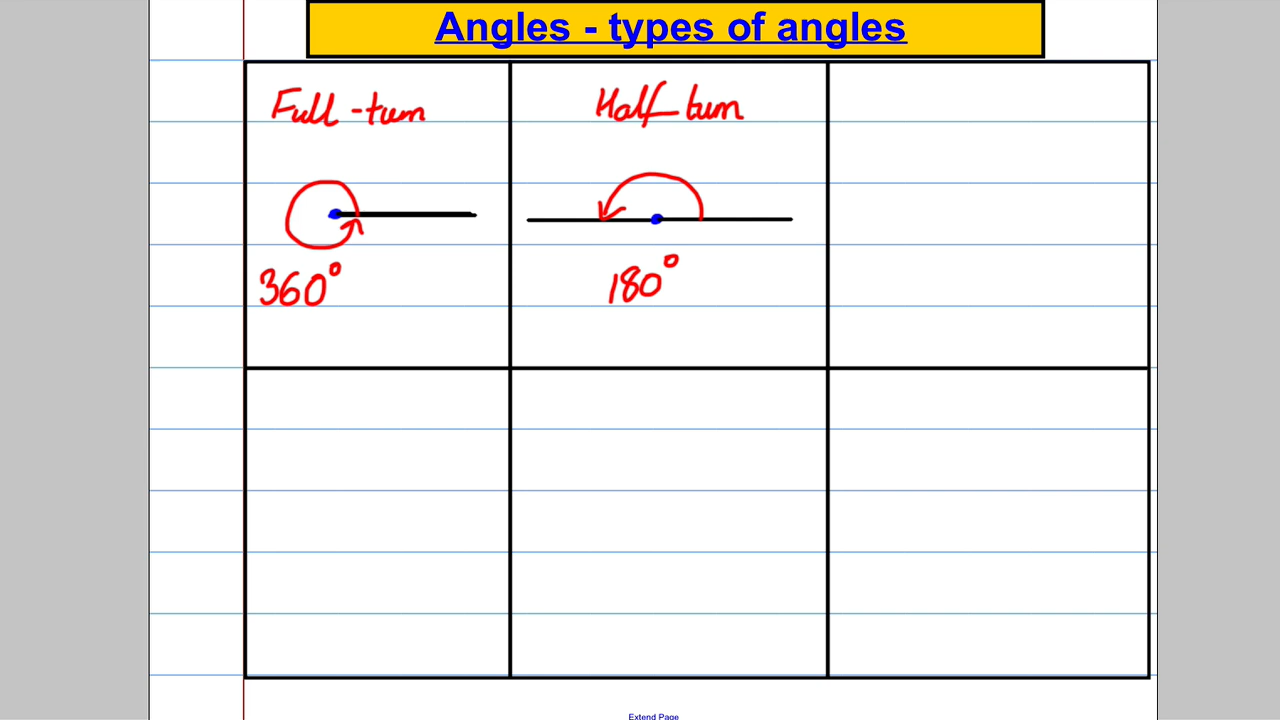 Angles - types of angles
Full-turn
Half turn
360°
180°
Extend Page